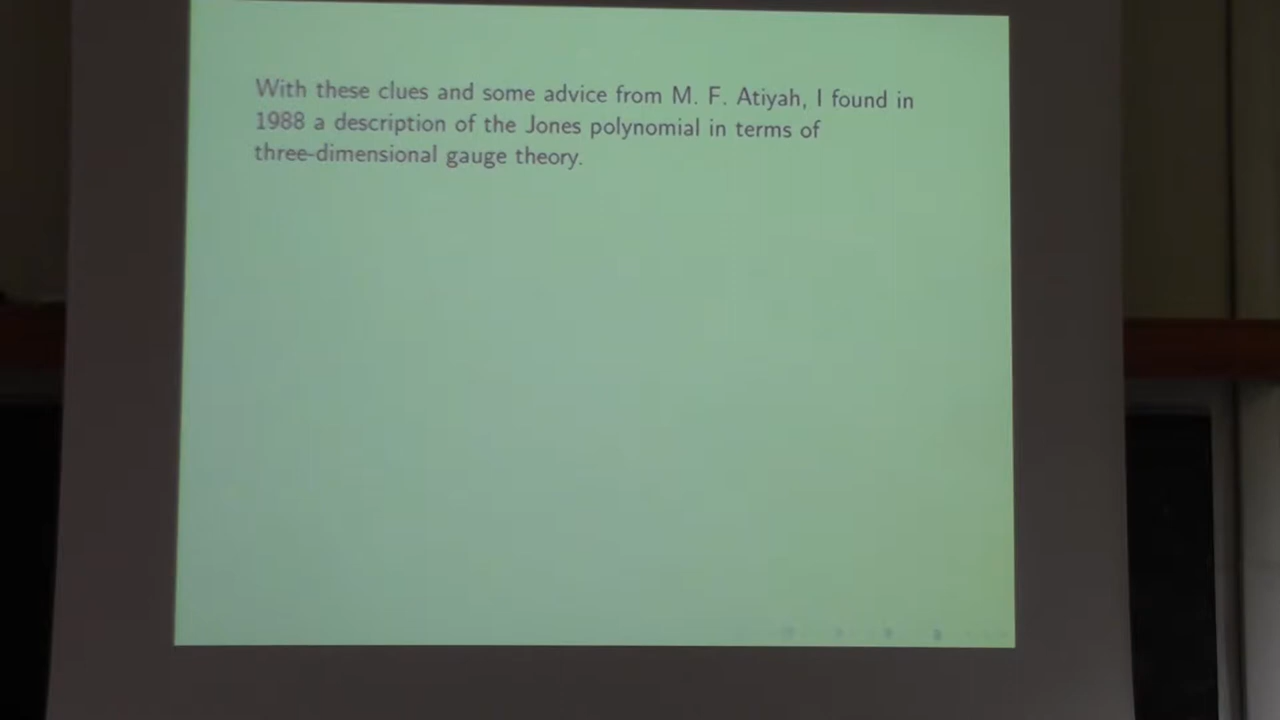 With these clues and some advice from M. F. Atiyah, I found in
1988 a description of the Jones polynomial in terms of
three-dimensional gauge theory.